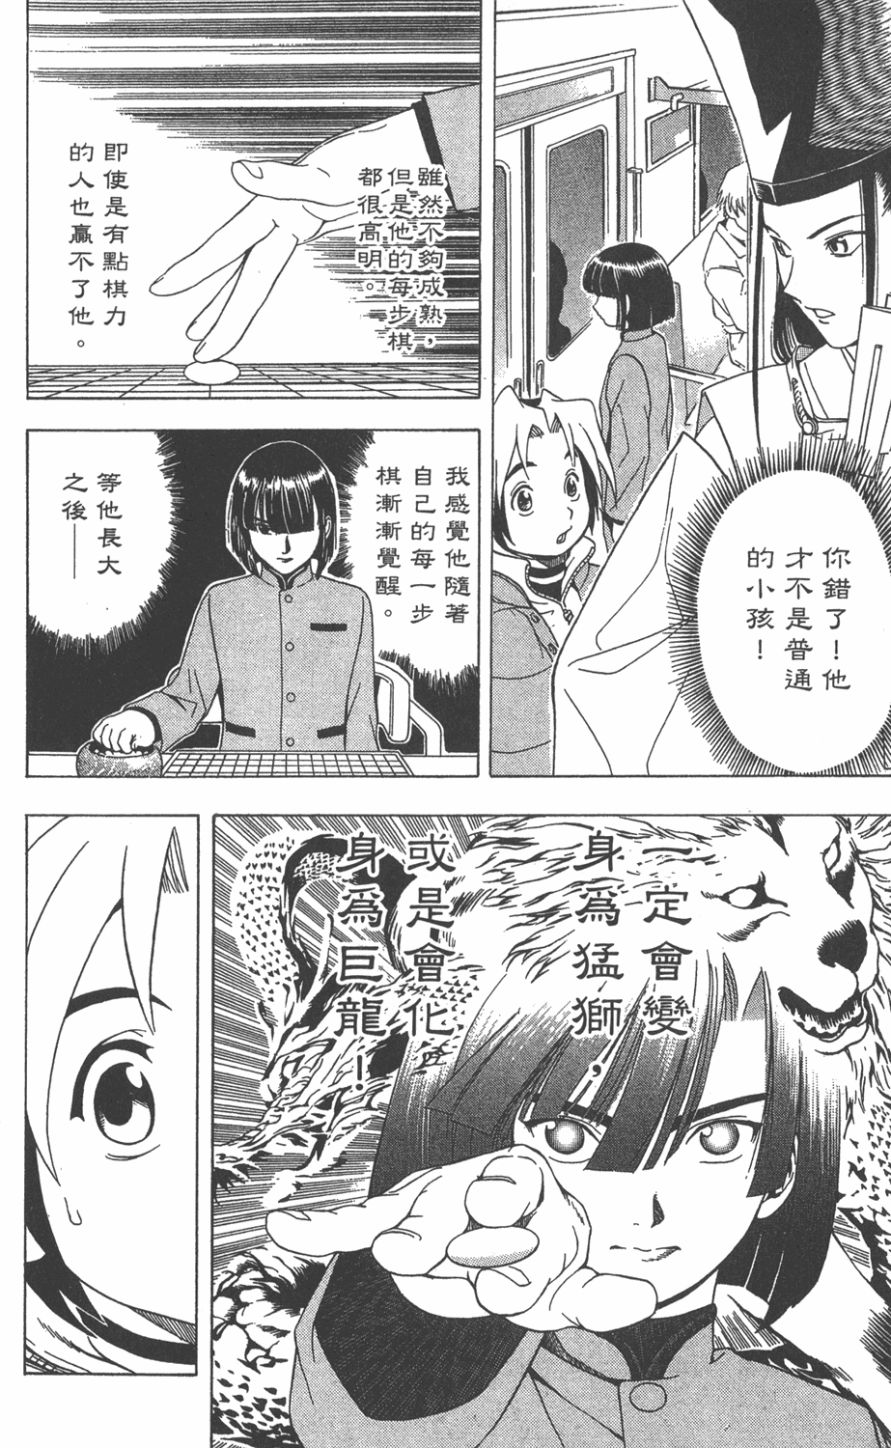 你錯了！他
才不是普通
的小孩！
雖然不夠成熟，
但是他的每步棋
都很高明。
即使是有點棋力
的人也贏不了他。
我感覺他隨著
自己的每一步
棋漸漸覺醒。
等他長大
之後——
一定會變
身爲猛獅，
或是會化
身爲巨龍！